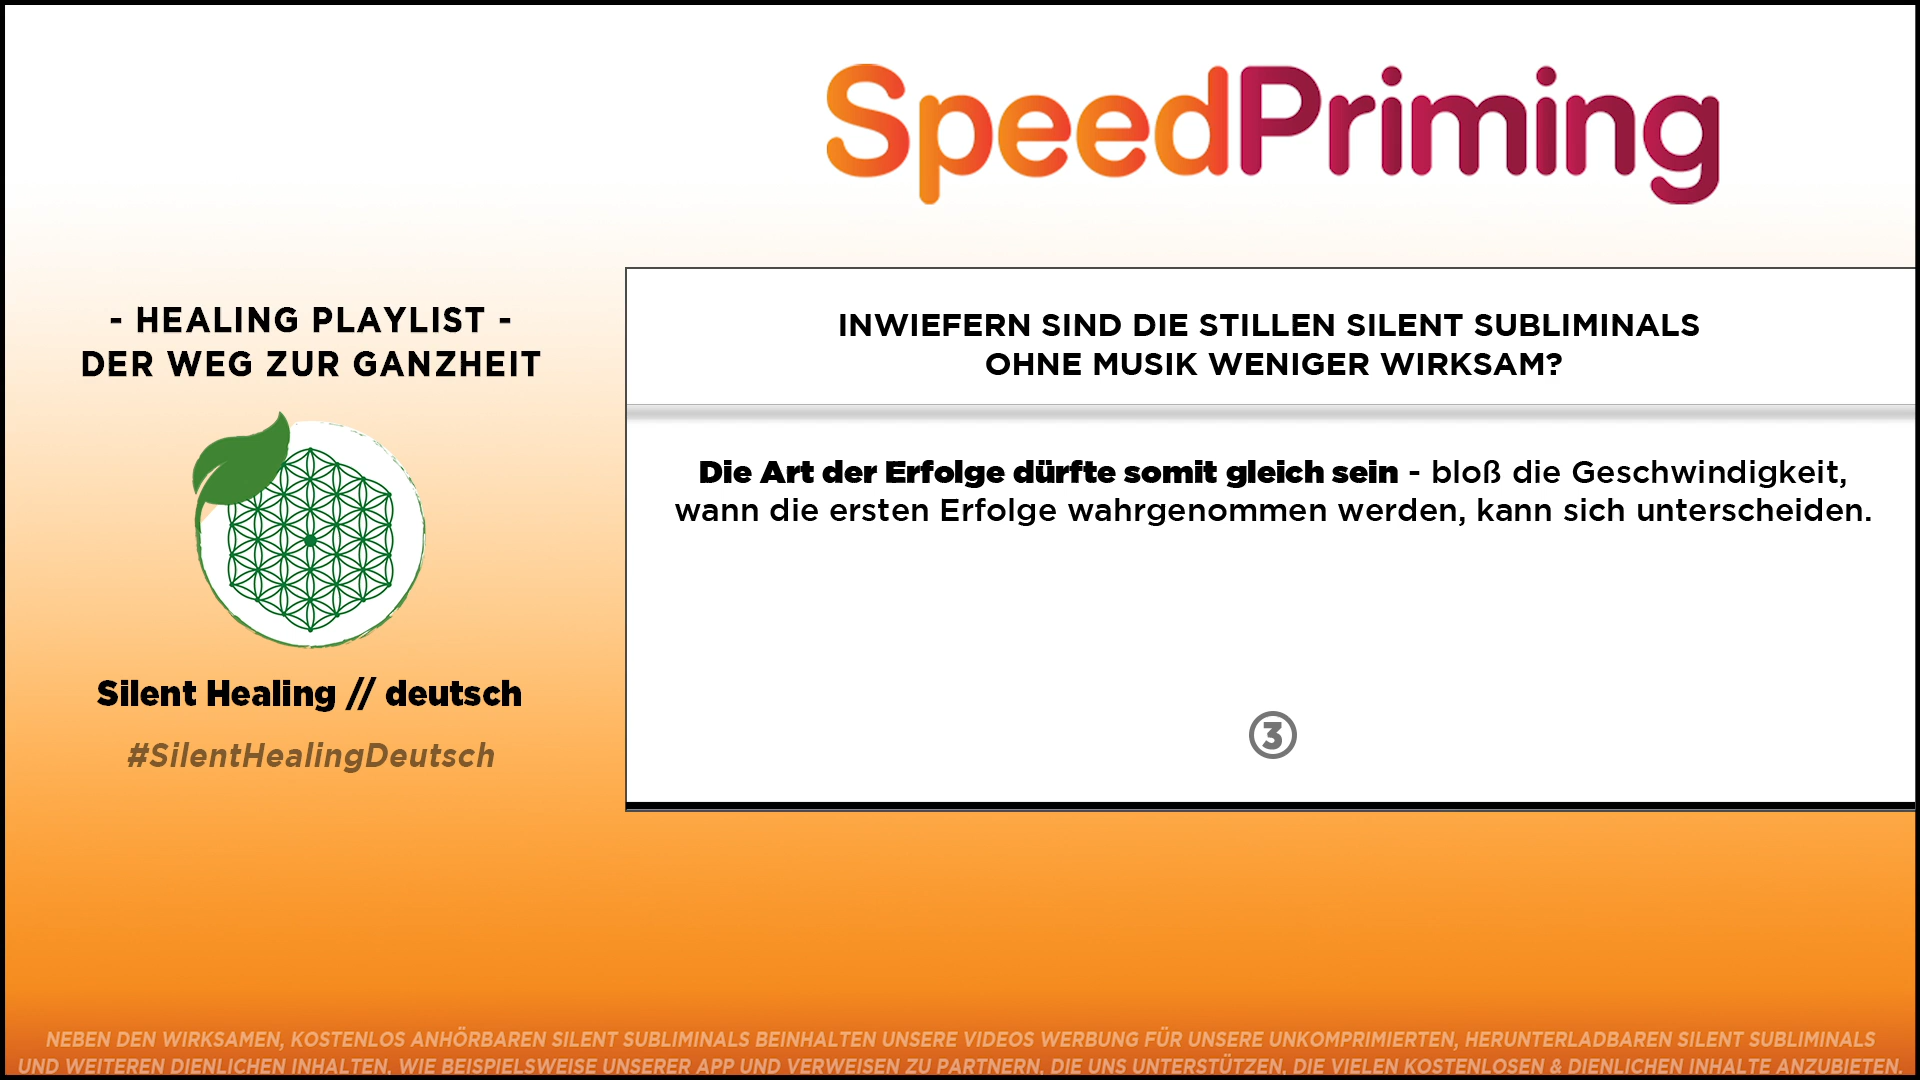 SpeedPriming
- HEALING PLAYLIST -
DER WEG ZUR GANZHEIT
Silent Healing // deutsch
#SilentHealingDeutsch
INWIEFERN SIND DIE STILLEN SILENT SUBLIMINALS
OHNE MUSIK WENIGER WIRKSAM?
Die Art der Erfolge dürfte somit gleich sein - bloß die Geschwindigkeit,
wann die ersten Erfolge wahrgenommen werden, kann sich unterscheiden.
3
NEBEN DEN WIRKSAMEN, KOSTENLOS ANHÖRBAREN SILENT SUBLIMINALS BEINHALTEN UNSERE VIDEOS WERBUNG FÜR UNSERE UNKOMPRIMIERTEN, HERUNTERLADBAREN SILENT SUBLIMINALS
UND WEITEREN DIENLICHEN INHALTEN, WIE BEISPIELSWEISE UNSERER APP UND VERWEISEN ZU PARTNERN, DIE UNS UNTERSTÜTZEN, DIE VIELEN KOSTENLOSEN & DIENLICHEN INHALTE ANZUBIETEN.